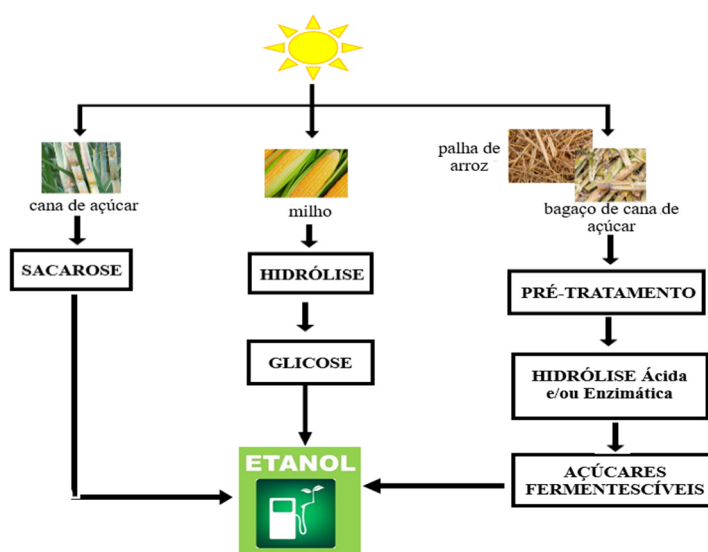 cana de açúcar
SACAROSE
milho
HIDRÓLISE
GLICOSE
palha de
arroz
bagaço de cana de
açúcar
PRÉ-TRATAMENTO
HIDRÓLISE Ácida
e/ou Enzimática
AÇÚCARES
FERMENTESCÍVEIS
ETANOL